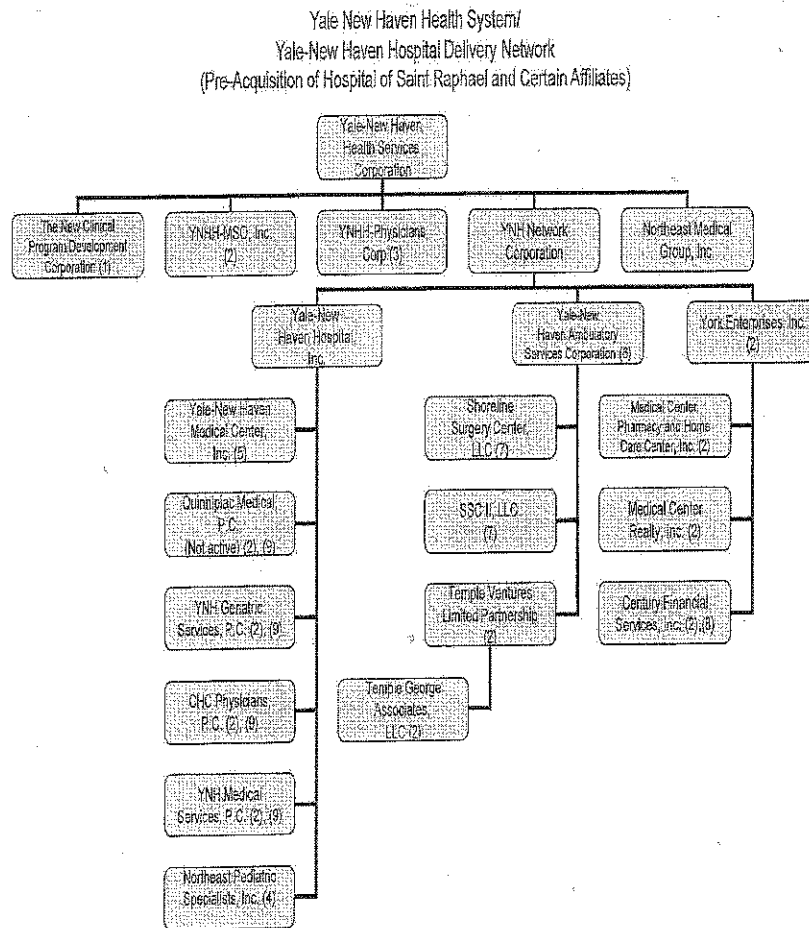 Yale New Haven Health System/
Yale-New Haven Hospital Delivery Network
(Pre-Acquisition of Hospital of Saint Raphael and Certain Affiliates)
Yale-New Haven
Health Services
Corporation
The New Clinical
Program Development
Corporation (1)
YNHH-MSO, Inc.
(2)
YNHH-Physicians
Corp (3)
YNH Network
Corporation
Northeast Medical
Group, Inc
Yale-New
Haven Hospital,
Inc.
Yale-New
Haven Ambulatory
Services Corporation (6)
York Enterprises, Inc.
(2)
Yale-New Haven
Medical Center,
Inc. (5)
Shoreline
Surgery Center,
LLC (7)
Medical Center
Pharmacy and Home
Care Center, Inc. (2)
Quinnipiac Medical
P.C.
(Not active) (2), (9)
SSC II, LLC
(7)
Medical Center
Realty, Inc. (2)
YNH Geriatric
Services, P.C. (2), (9)
Temple Ventures
Limited Partnership
(2)
Century Financial
Services, Inc. (2), (8)
CHC Physicians,
P.C. (2), (9)
Temple George
Associates,
LLC (2)
YNH Medical
Services, P.C. (2), (9)
Northeast Pediatric
Specialists, Inc. (4)